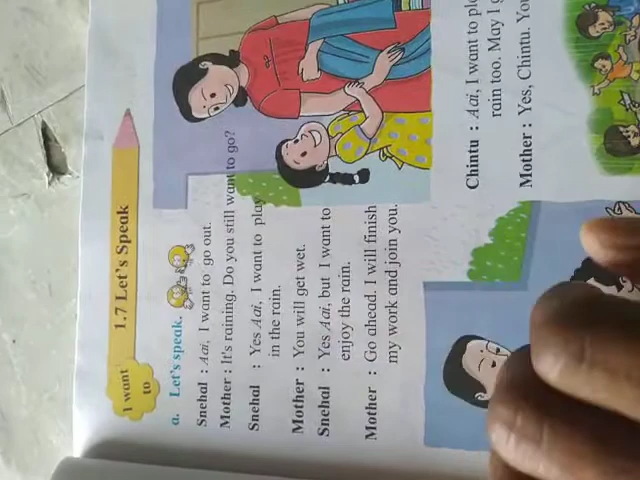 1.7 Let's Speak
I want
to
a. Let's speak.
Snehal : Aai, I want to go out.
Mother : It's raining. Do you still want to go?
Snehal : Yes Aai, I want to play
in the rain.
Mother : You will get wet.
Snehal : Yes Aai, but I want to
enjoy the rain.
Mother : Go ahead. I will finish
my work and join you.
Chintu : Aai, I want to
rain too. May I
Mother : Yes, Chintu.